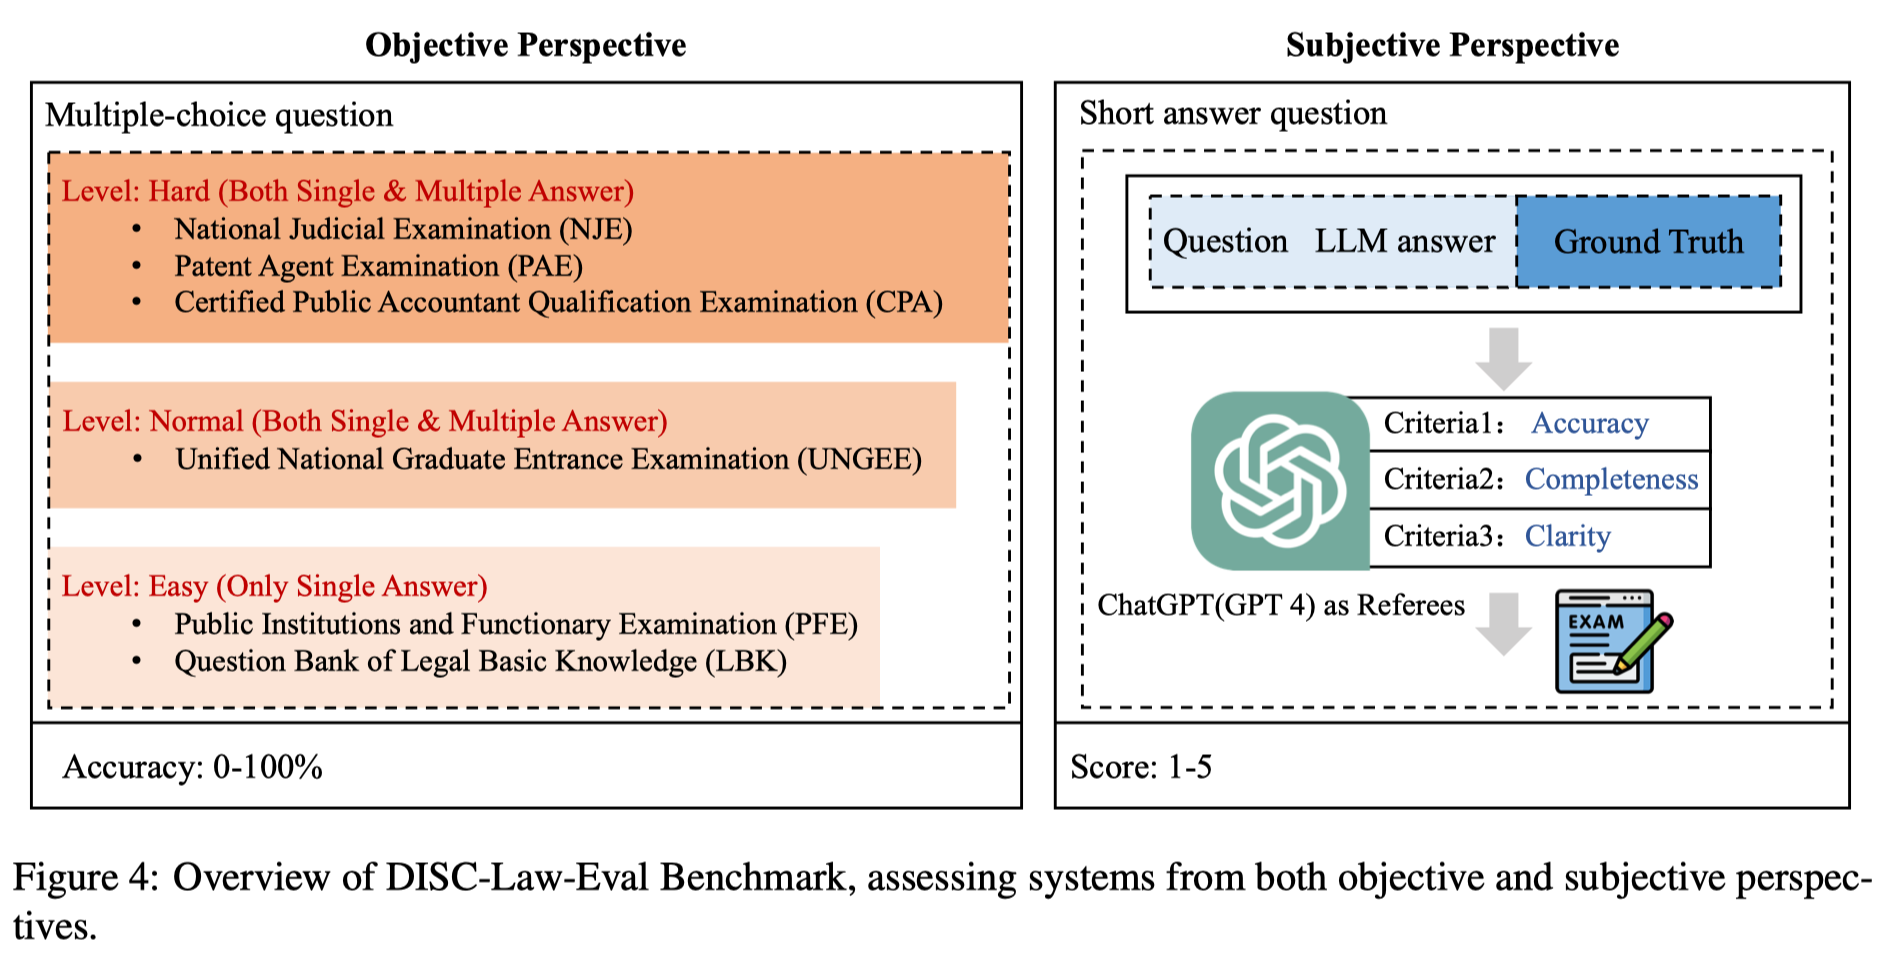 Objective Perspective
Multiple-choice question
Level: Hard (Both Single & Multiple Answer)
• National Judicial Examination (NJE)
• Patent Agent Examination (PAE)
• Certified Public Accountant Qualification Examination (CPA)
Level: Normal (Both Single & Multiple Answer)
• Unified National Graduate Entrance Examination (UNGEE)
Level: Easy (Only Single Answer)
• Public Institutions and Functionary Examination (PFE)
• Question Bank of Legal Basic Knowledge (LBK)
Accuracy: 0-100%
Subjective Perspective
Short answer question
Question LLM answer Ground Truth
Criteria1： Accuracy
Criteria2： Completeness
Criteria3： Clarity
ChatGPT(GPT 4) as Referees
EXAM
Score: 1-5
Figure 4: Overview of DISC-Law-Eval Benchmark, assessing systems from both objective and subjective perspec-
tives.